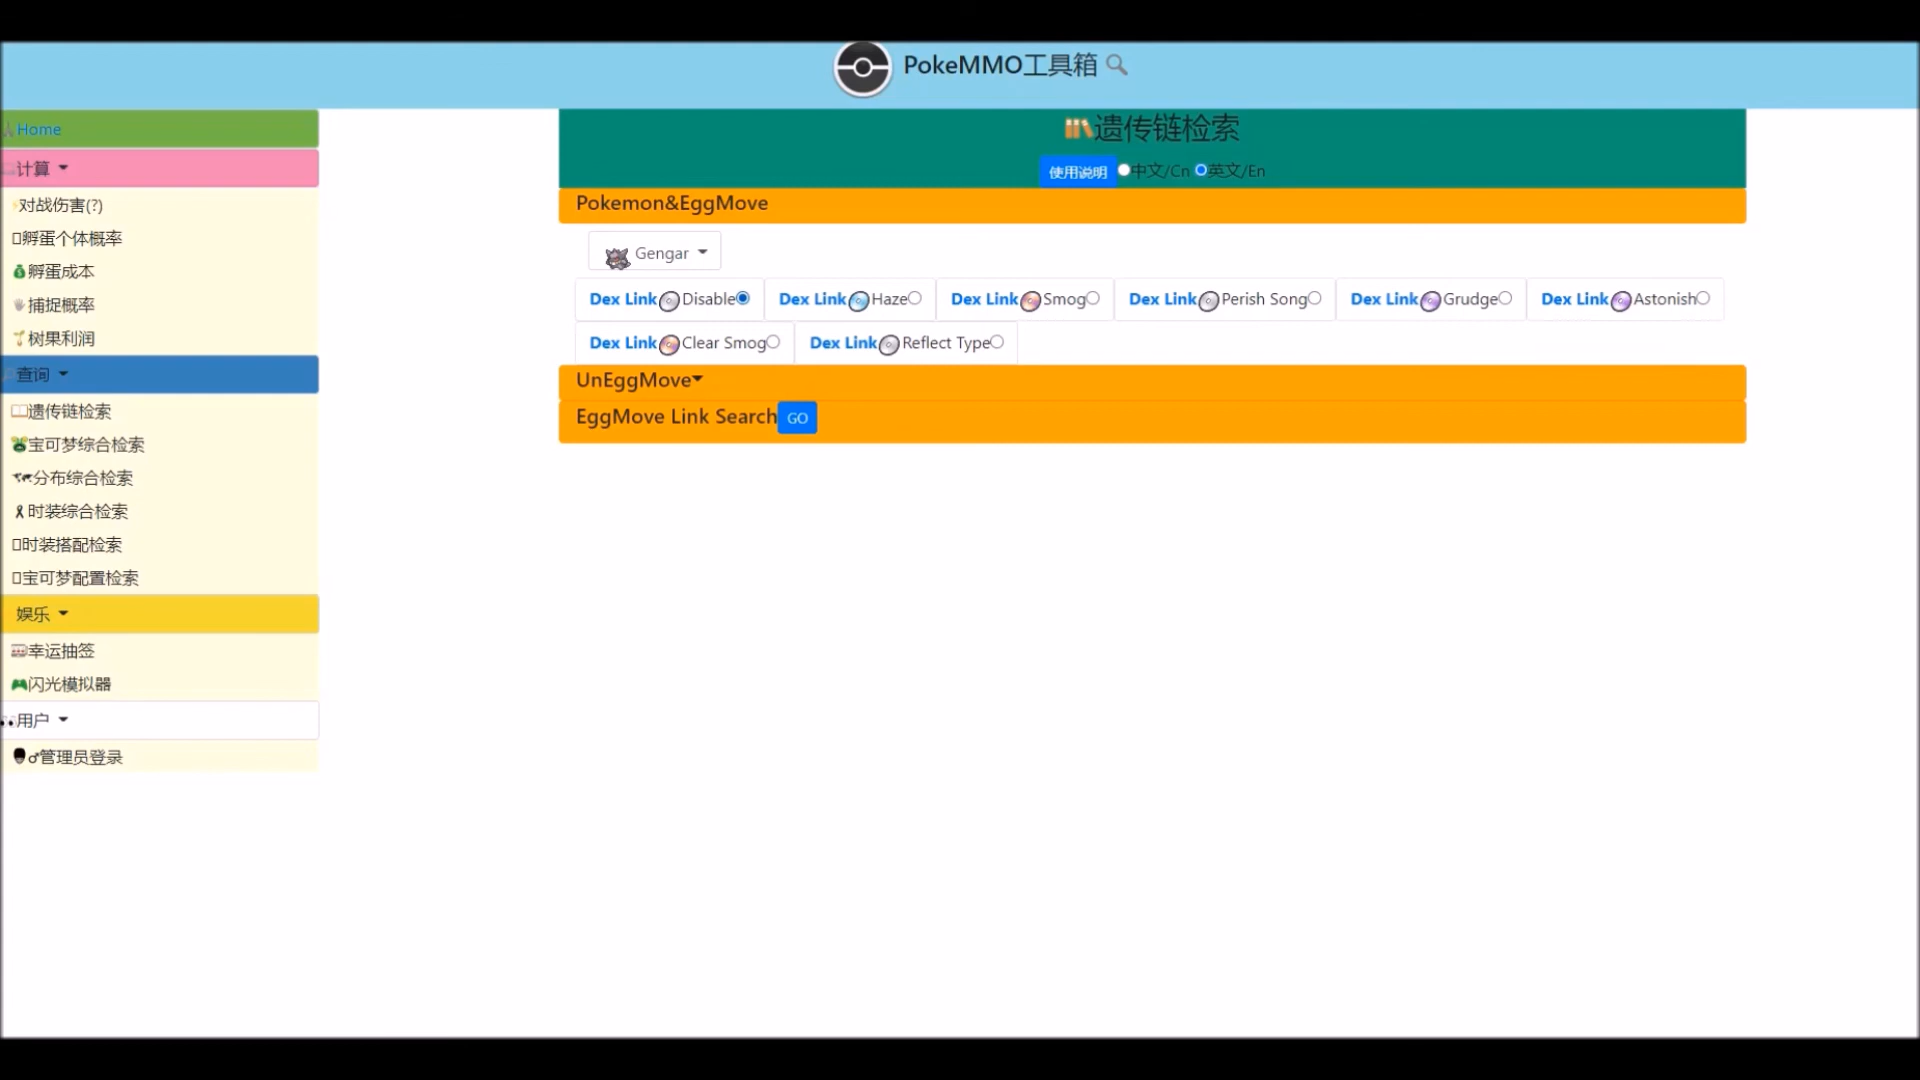 PokeMMO工具箱
Home
计算
对战伤害(?)
孵蛋个体概率
孵蛋成本
捕捉概率
树果利润
查询
遗传链检索
宝可梦综合检索
分布综合检索
时装综合检索
时装搭配检索
宝可梦配置检索
娱乐
幸运抽签
闪光模拟器
用户
管理员登录
遗传链检索
使用说明 中文/Cn 英文/En
Pokemon&EggMove
Gengar
Dex Link Disable Dex Link Haze Dex Link Smog Dex Link Perish Song Dex Link Grudge Dex Link Astonish
Dex Link Clear Smog Dex Link Reflect Type
UnEggMove
EggMove Link Search GO